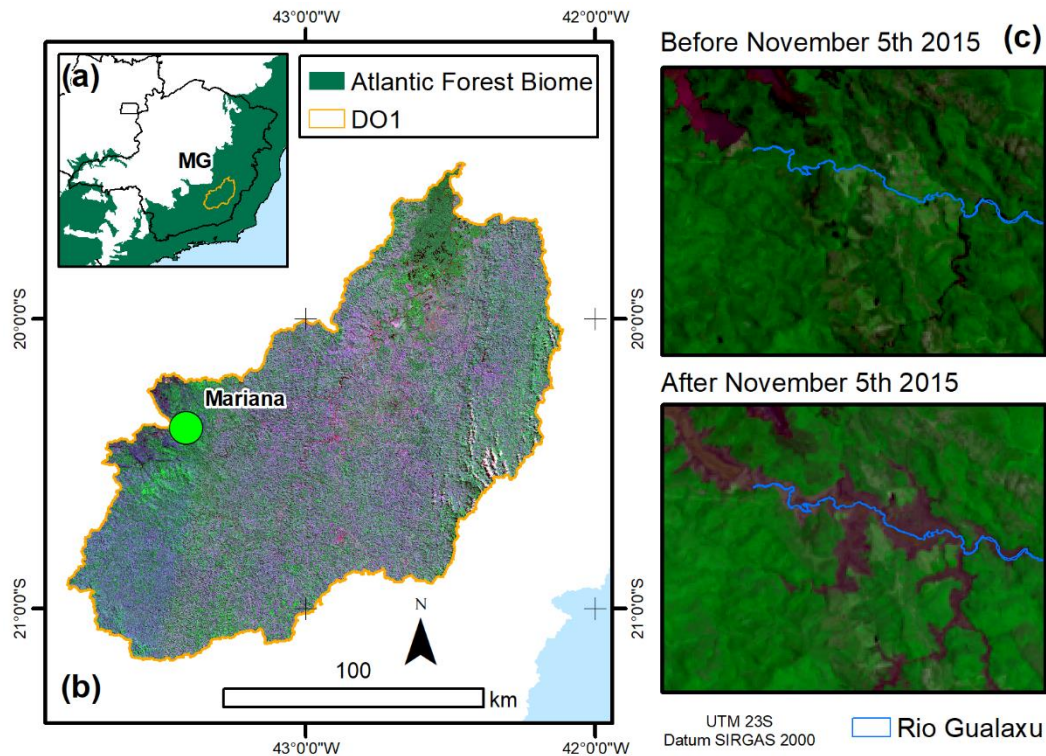 43°0'0"W
42°0'0"W
(a)
MG
Atlantic Forest Biome
DO1
20°0'0"S
20°0'0"S
Mariana
21°0'0"S
21°0'0"S
N
100
km
(b)
43°0'0"W
42°0'0"W
Before November 5th 2015
(c)
After November 5th 2015
UTM 23S
Datum SIRGAS 2000
Rio Gualaxu